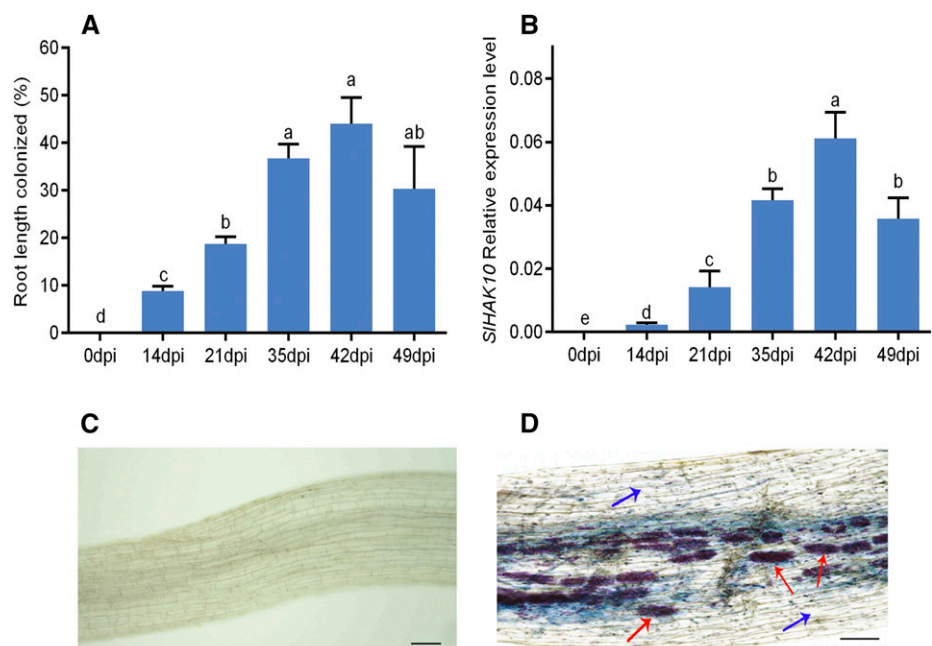 A
Root length colonized (%)
60
50
40
30
20
10
0
d
c
b
a
a
ab
0dpi 14dpi 21dpi 35dpi 42dpi 49dpi
B
SlHAK10 Relative expression level
0.08
0.06
0.04
0.02
0.00
e
d
c
b
a
b
0dpi 14dpi 21dpi 35dpi 42dpi 49dpi
C
D